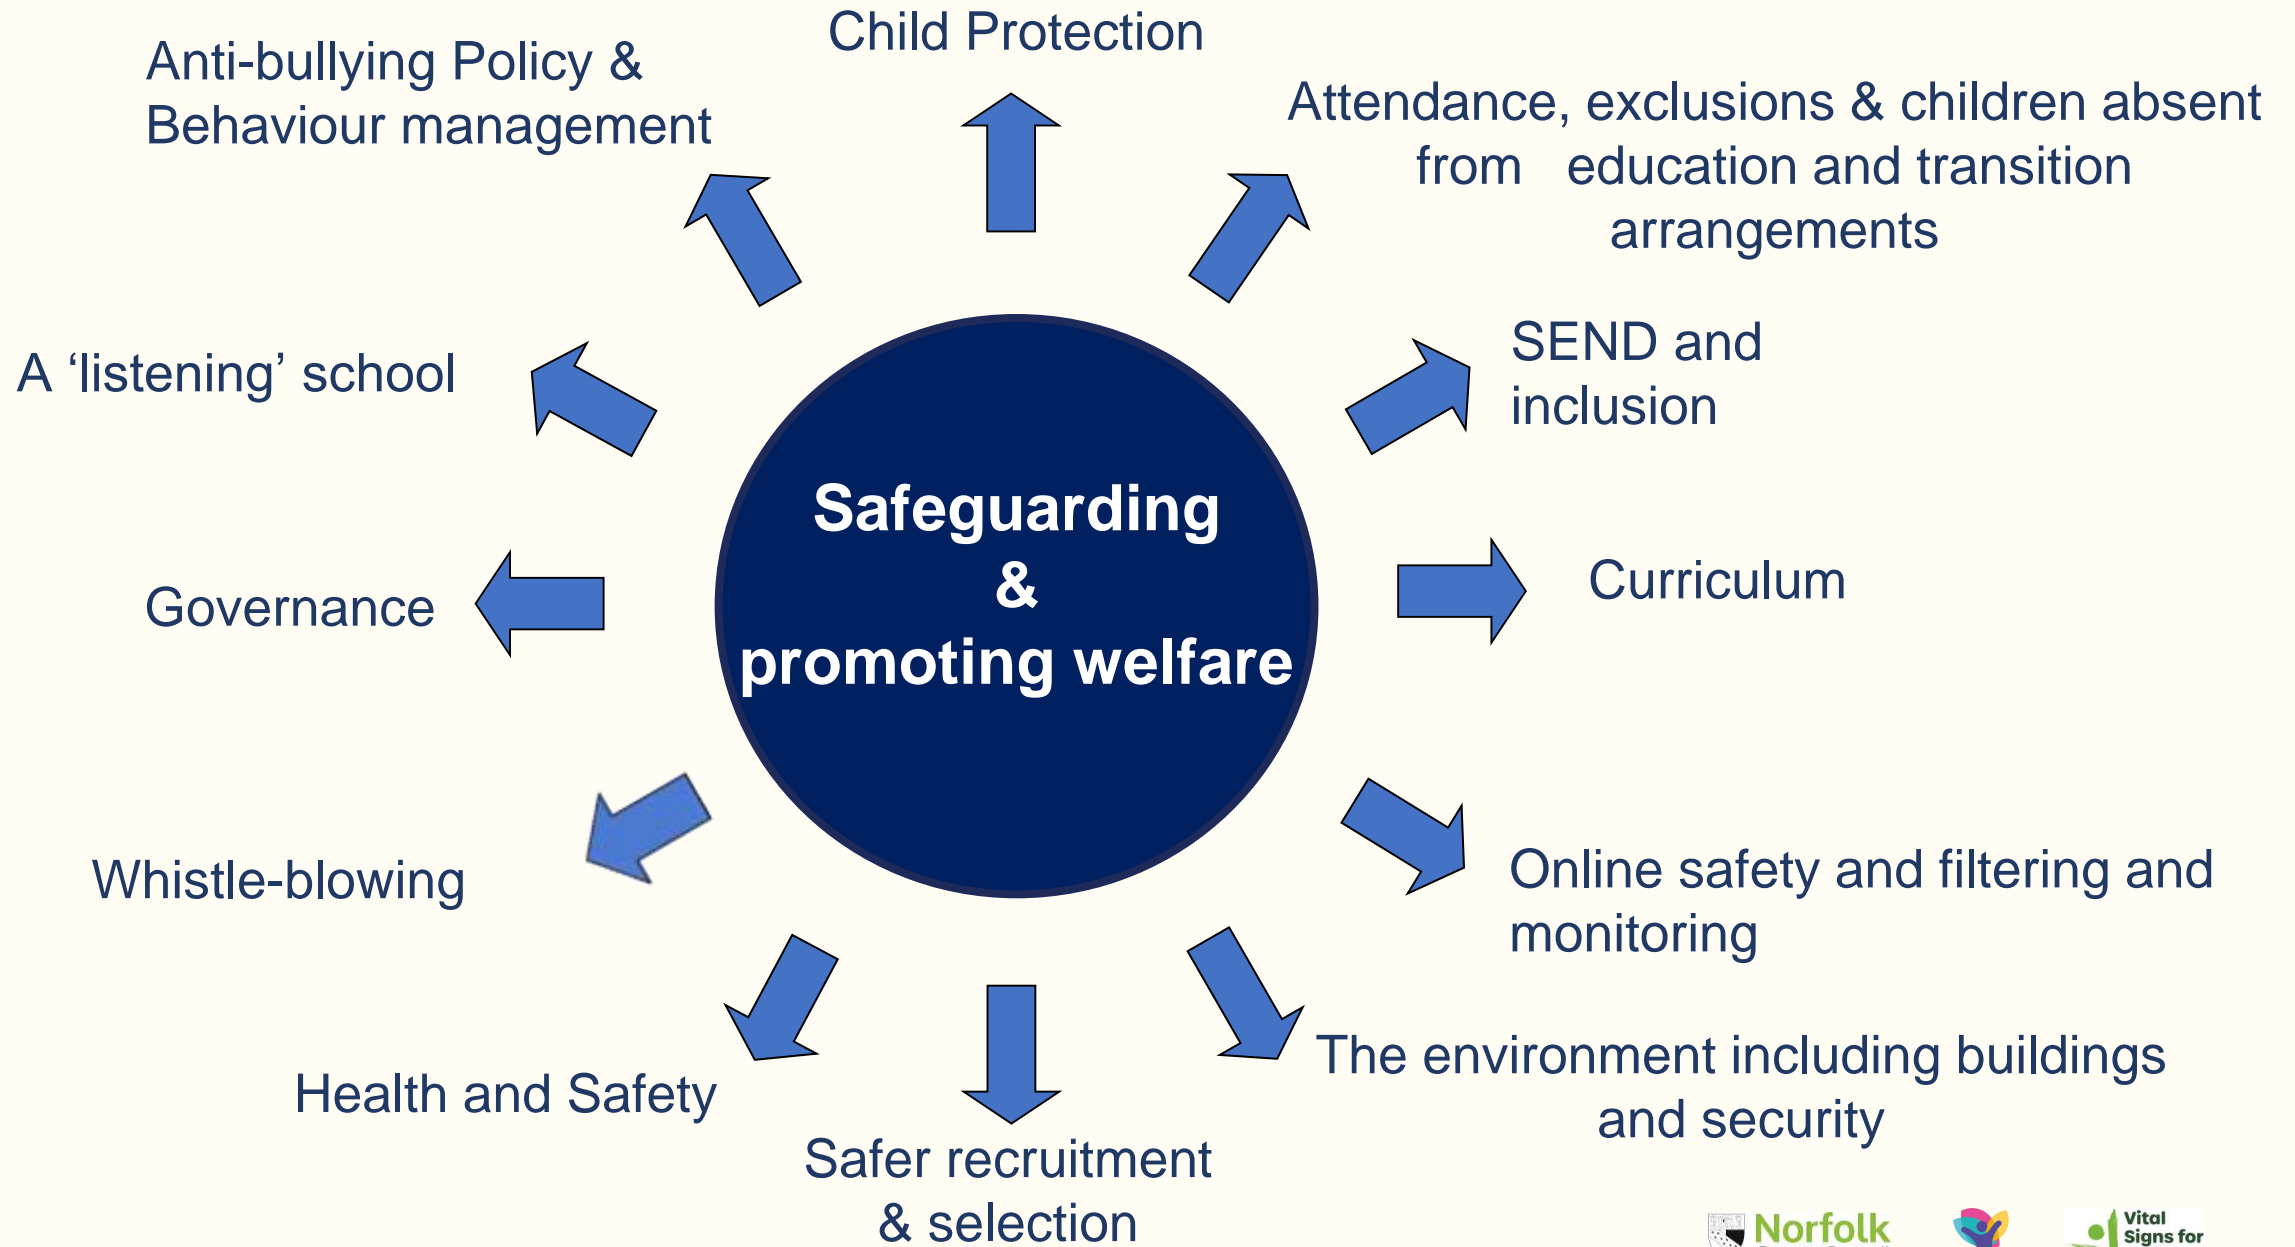 Child Protection
Anti-bullying Policy &
Behaviour management
Attendance, exclusions & children absent
from education and transition
arrangements
A ‘listening’ school
SEND and
inclusion
Safeguarding
&
promoting welfare
Governance
Curriculum
Whistle-blowing
Online safety and filtering and
monitoring
Health and Safety
The environment including buildings
and security
Safer recruitment
& selection
Norfolk
Vital
Signs for